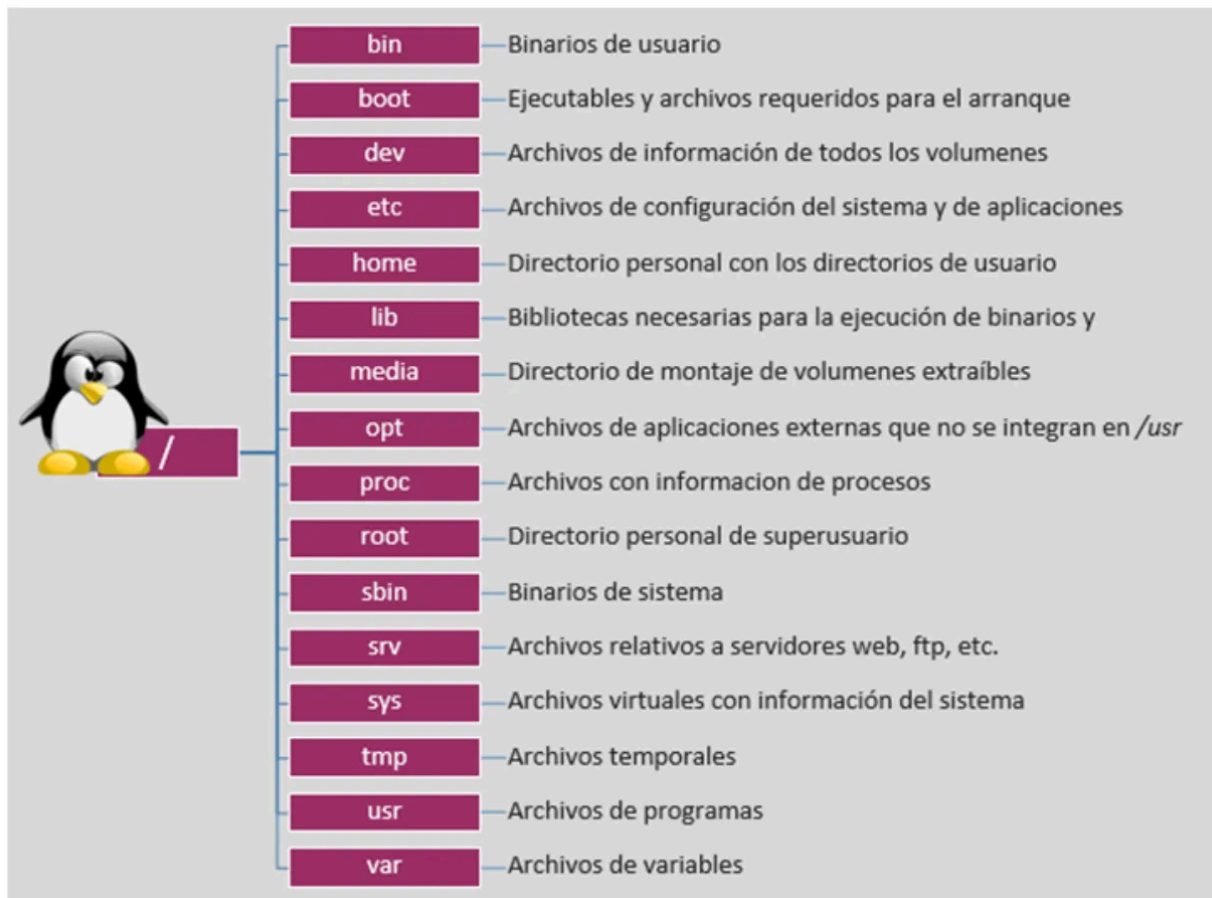 /
bin Binarios de usuario
boot Ejecutables y archivos requeridos para el arranque
dev Archivos de información de todos los volumenes
etc Archivos de configuración del sistema y de aplicaciones
home Directorio personal con los directorios de usuario
lib Bibliotecas necesarias para la ejecución de binarios y
media Directorio de montaje de volumenes extraíbles
opt Archivos de aplicaciones externas que no se integran en /usr
proc Archivos con informacion de procesos
root Directorio personal de superusuario
sbin Binarios de sistema
srv Archivos relativos a servidores web, ftp, etc.
sys Archivos virtuales con información del sistema
tmp Archivos temporales
usr Archivos de programas
var Archivos de variables